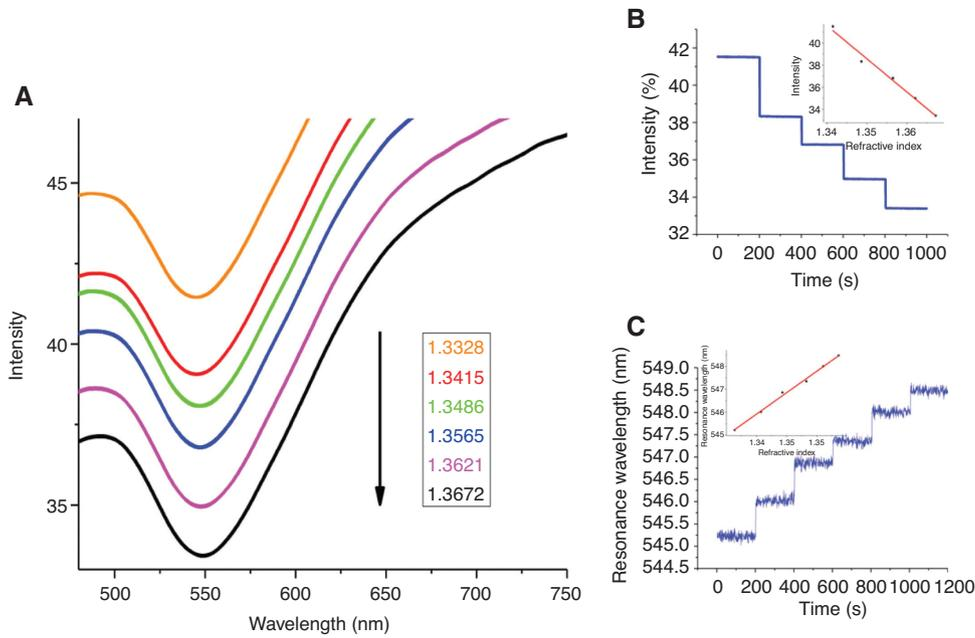 A
45
40
35
Intensity
500 550 600 650 700 750
Wavelength (nm)
1.3328
1.3415
1.3486
1.3565
1.3621
1.3672
B
42
40
38
36
34
32
Intensity (%)
0 200 400 600 800 1000
Time (s)
40
38
36
34
Intensity
1.34 1.35 1.36
Refractive index
C
549.0
548.5
548.0
547.5
547.0
546.0
545.5
545.0
544.5
Resonance wavelength (nm)
0 200 400 600 800 1000 1200
Time (s)
548
547
546
545
Resonance wavelength (nm)
1.34 1.35 1.35
Refractive index